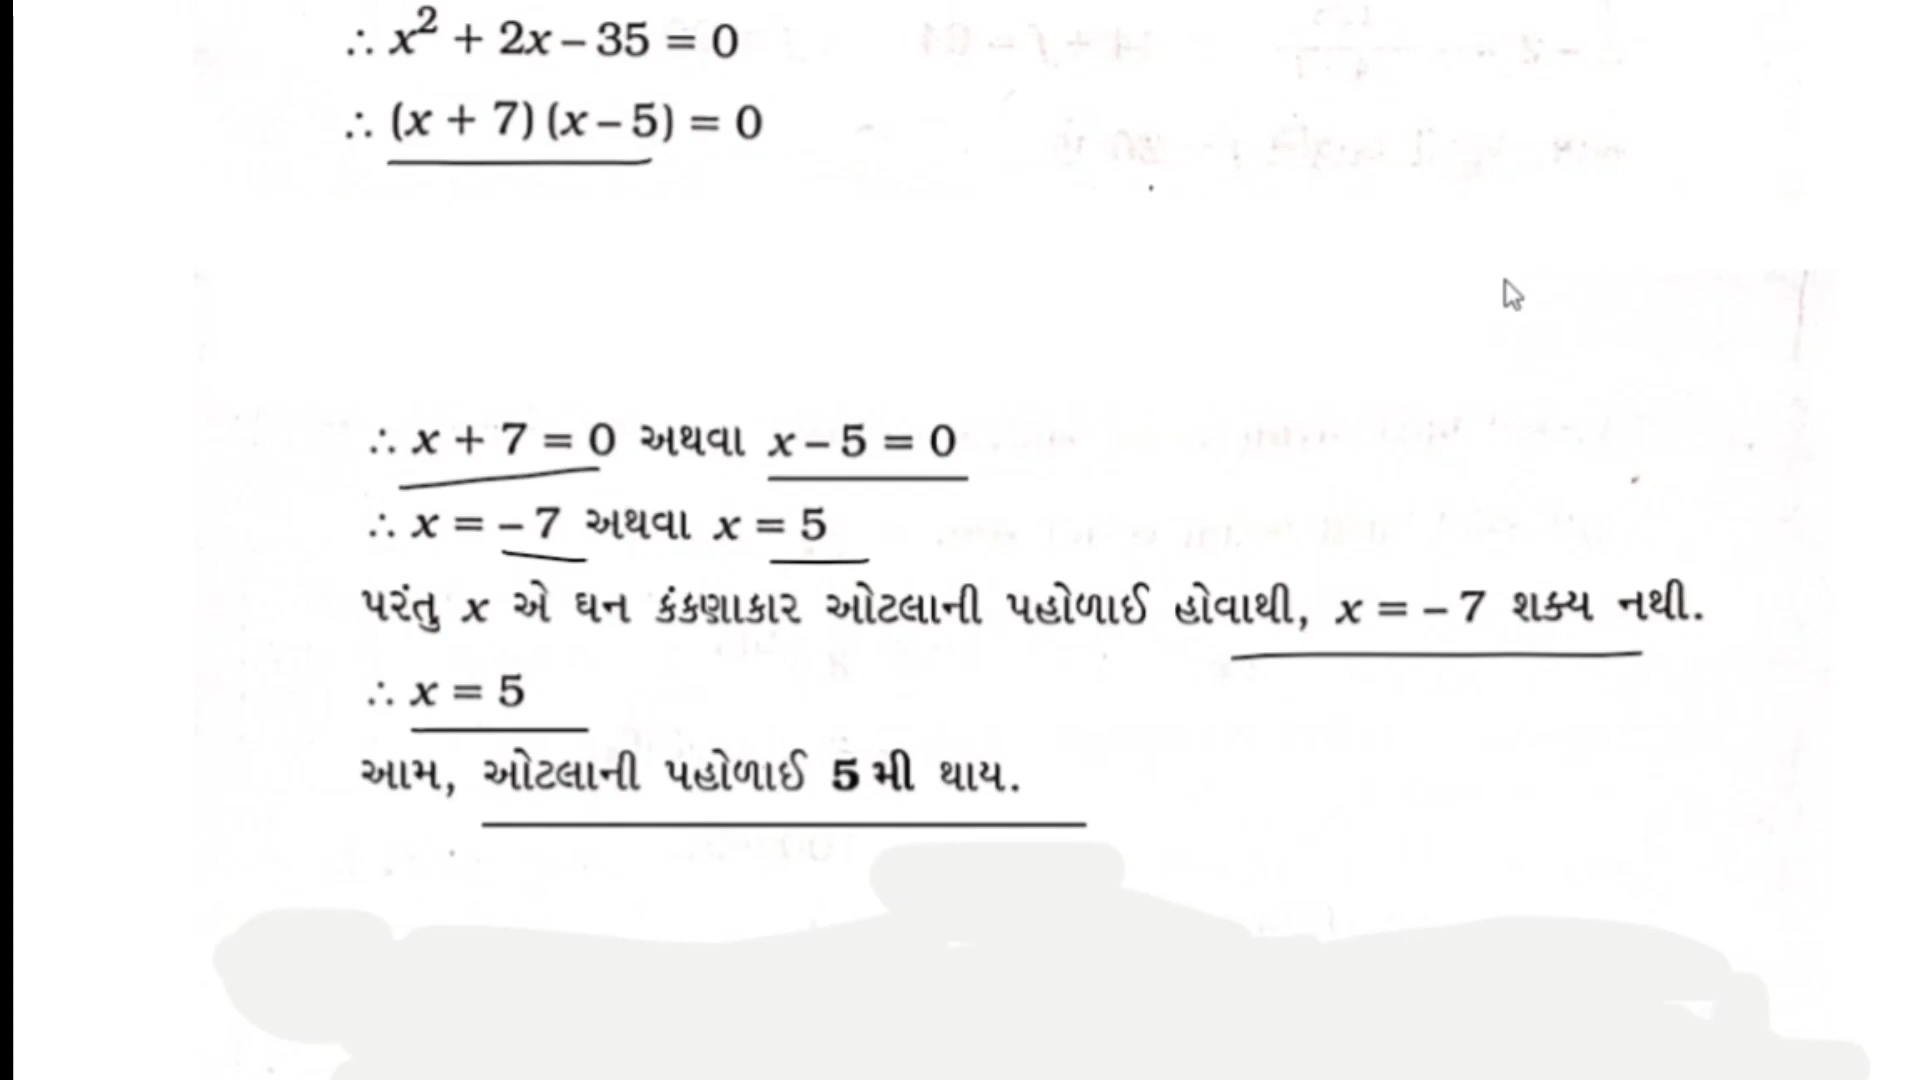 ∴ x² + 2x – 35 = 0
∴ (x + 7) (x – 5) = 0
∴ x + 7 = 0 અથવા x – 5 = 0
∴ x = – 7 અથવા x = 5
પરંતુ x એ ઘન કંકણાકાર ઓટલાની પહોળાઈ હોવાથી, x = – 7 શક્ય નથી.
∴ x = 5
આમ, ઓટલાની પહોળાઈ 5 મી થાય.